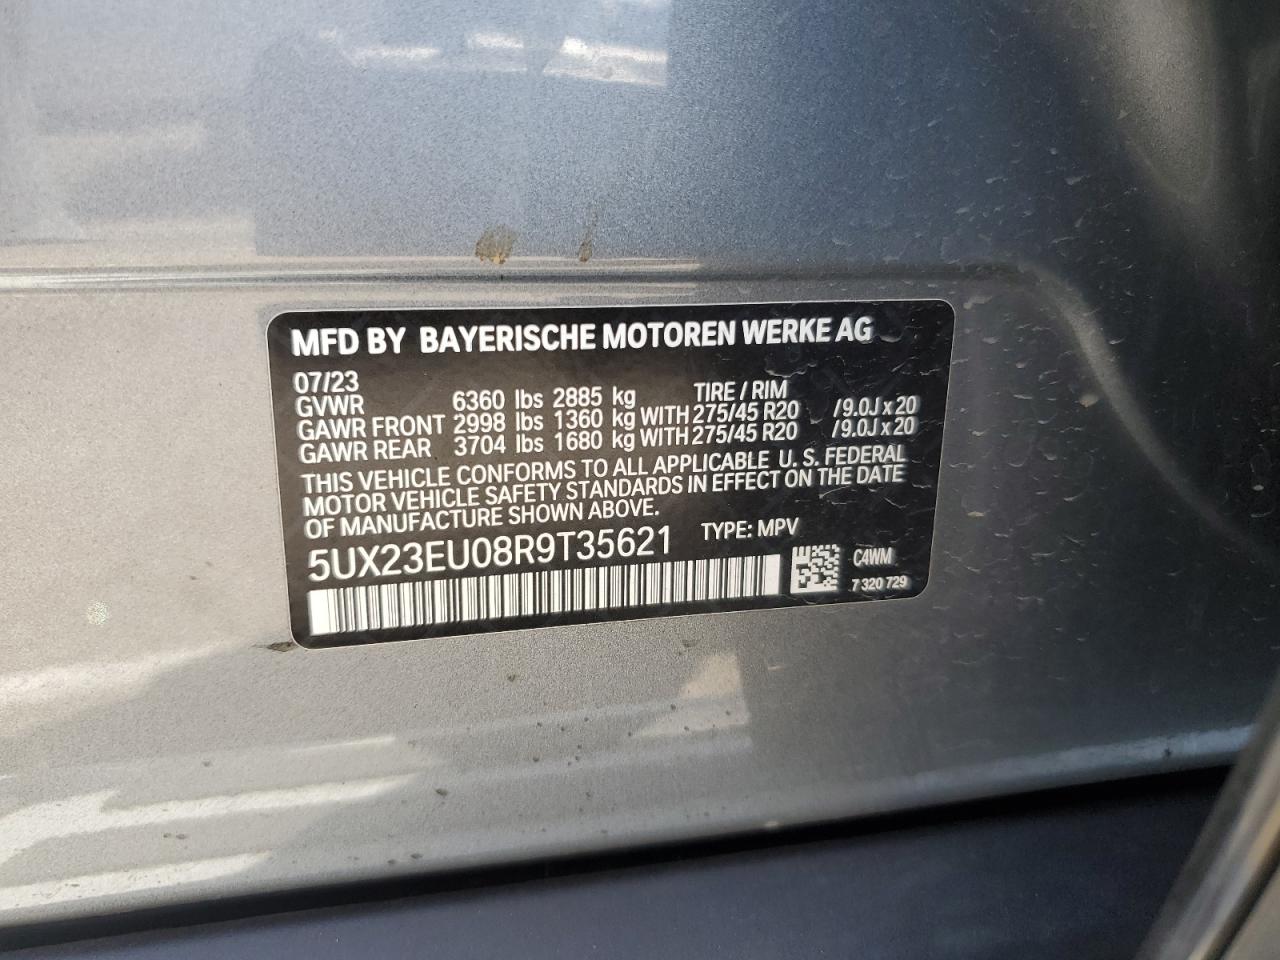 MFD BY BAYERISCHE MOTOREN WERKE AG
07/23
GVWR 6360 lbs 2885 kg TIRE / RIM
GAWR FRONT 2998 lbs 1360 kg WITH 275/45 R20 /9.0J x 20
GAWR REAR 3704 lbs 1680 kg WITH 275/45 R20 /9.0J x 20
THIS VEHICLE CONFORMS TO ALL APPLICABLE U. S. FEDERAL
MOTOR VEHICLE SAFETY STANDARDS IN EFFECT ON THE DATE
OF MANUFACTURE SHOWN ABOVE.
5UX23EU08R9T35621 TYPE: MPV
C4WM
7 320 729